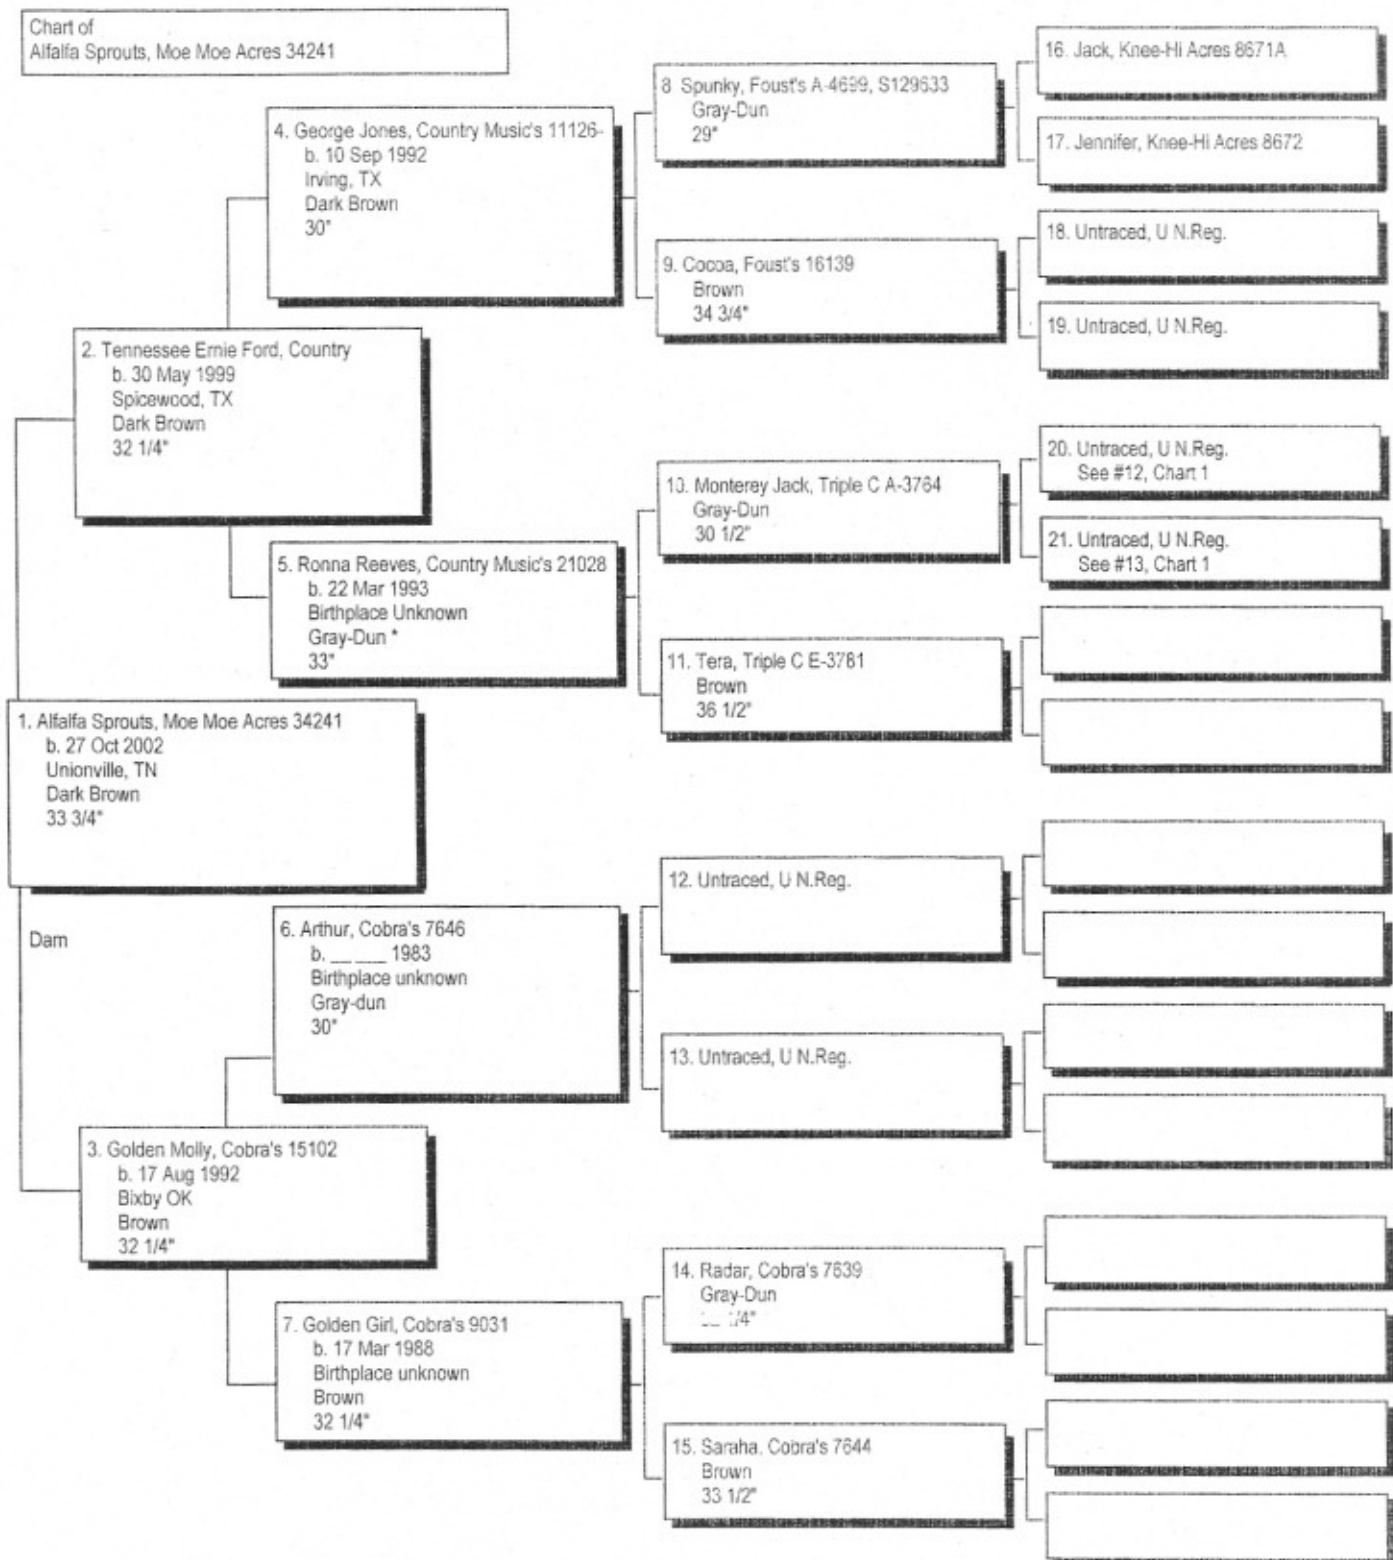 Chart of
Alfalfa Sprouts, Moe Moe Acres 34241
16. Jack, Knee-Hi Acres 8671A
8 Spunky, Foust's A-4699, S129633
Gray-Dun
29"
17. Jennifer, Knee-Hi Acres 8672
4. George Jones, Country Music's 11126-
b. 10 Sep 1992
Irving, TX
Dark Brown
30"
18. Untraced, U N.Reg.
9. Cocoa, Foust's 16139
Brown
34 3/4"
19. Untraced, U N.Reg.
2. Tennessee Ernie Ford, Country
b. 30 May 1999
Spicewood, TX
Dark Brown
32 1/4"
20. Untraced, U N.Reg.
See #12, Chart 1
10. Monterey Jack, Triple C A-3764
Gray-Dun
30 1/2"
21. Untraced, U N.Reg.
See #13, Chart 1
5. Ronna Reeves, Country Music's 21028
b. 22 Mar 1993
Birthplace Unknown
Gray-Dun *
33"
11. Tera, Triple C E-3781
Brown
36 1/2"
1. Alfalfa Sprouts, Moe Moe Acres 34241
b. 27 Oct 2002
Unionville, TN
Dark Brown
33 3/4"
Dam
12. Untraced, U N.Reg.
6. Arthur, Cobra's 7646
b. __ ___ 1983
Birthplace unknown
Gray-dun
30"
13. Untraced, U N.Reg.
3. Golden Molly, Cobra's 15102
b. 17 Aug 1992
Bixby OK
Brown
32 1/4"
14. Radar, Cobra's 7639
Gray-Dun
7. Golden Girl, Cobra's 9031
b. 17 Mar 1988
Birthplace unknown
Brown
32 1/4"
15. Saraha, Cobra's 7644
Brown
33 1/2"